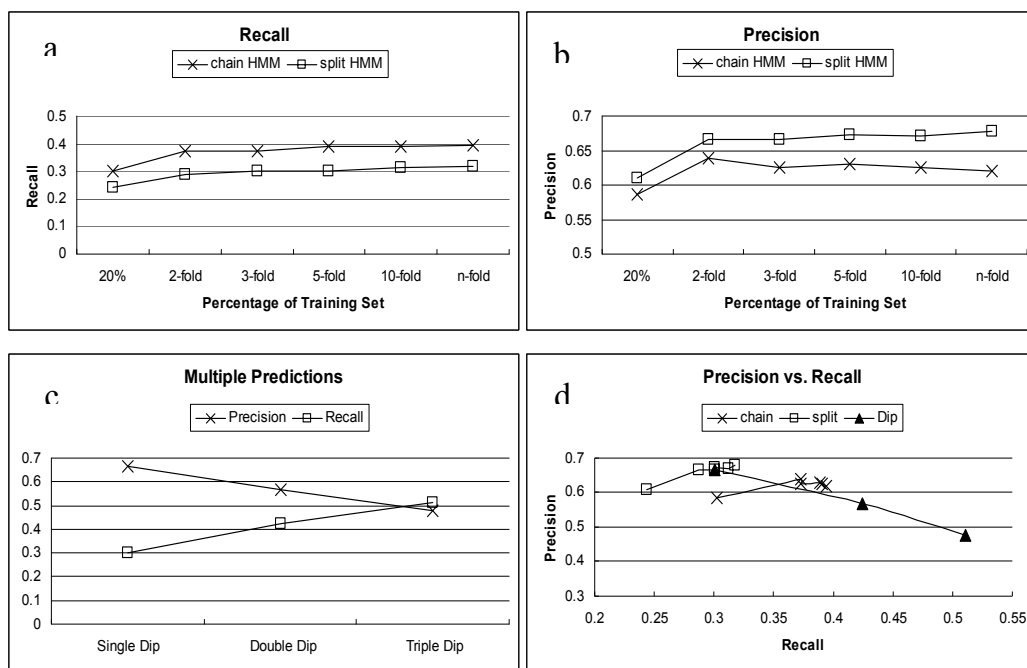 a
Recall
chain HMM split HMM
0.5
0.4
0.3
0.2
0.1
0
Recall
20% 2-fold 3-fold 5-fold 10-fold n-fold
Percentage of Training Set
b
Precision
chain HMM split HMM
0.7
0.65
0.6
0.55
0.5
Precision
20% 2-fold 3-fold 5-fold 10-fold n-fold
Percentage of Training Set
c
Multiple Predictions
Precision Recall
0.7
0.6
0.5
0.4
0.3
0.2
0.1
0
Single Dip Double Dip Triple Dip
d
Precision vs. Recall
chain split Dip
0.7
0.6
0.5
0.4
0.3
Precision
0.2 0.25 0.3 0.35 0.4 0.45 0.5 0.55
Recall